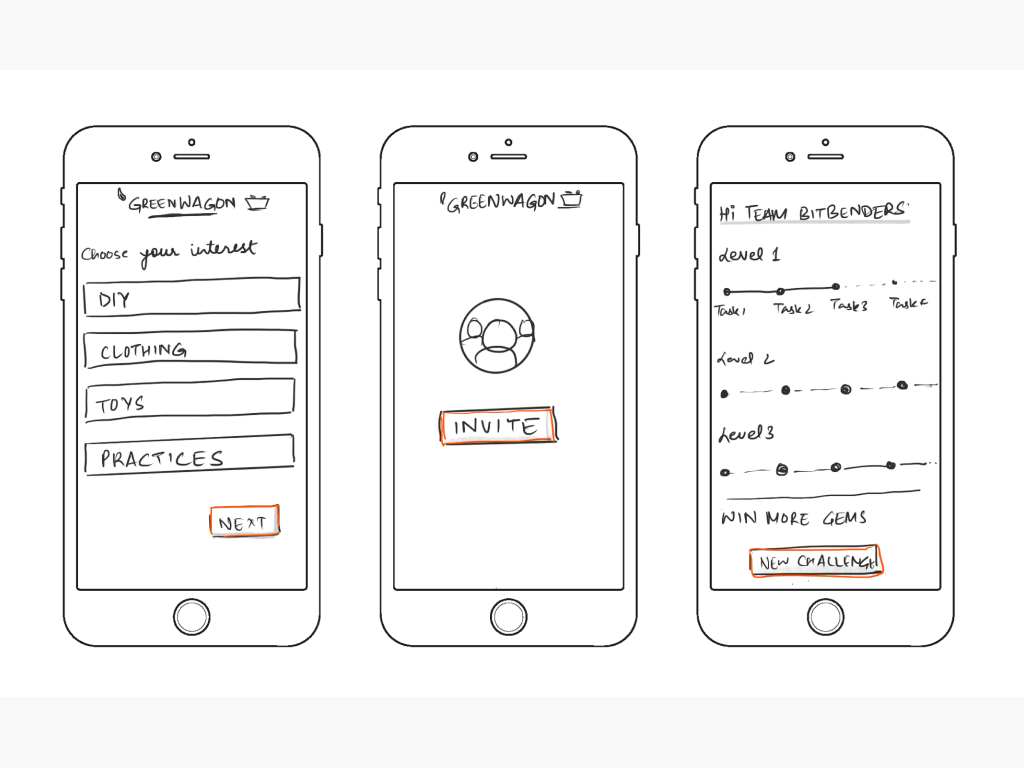 GREENWAGON
Choose your interest
DIY
CLOTHING
TOYS
PRACTICES
NEXT
GREENWAGON
INVITE
Hi TEAM BITBENDERS
Level 1
Task1 Task2 Task3 Task4
Level 2
Level 3
WIN MORE GEMS
NEW CHALLENGE